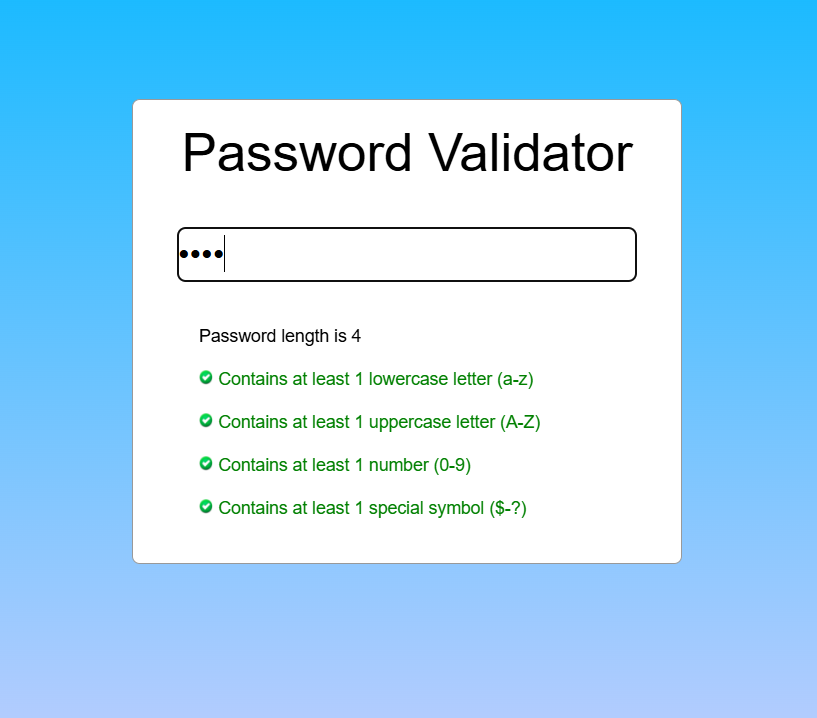 Password Validator
••••
Password length is 4
Contains at least 1 lowercase letter (a-z)
Contains at least 1 uppercase letter (A-Z)
Contains at least 1 number (0-9)
Contains at least 1 special symbol ($-?)